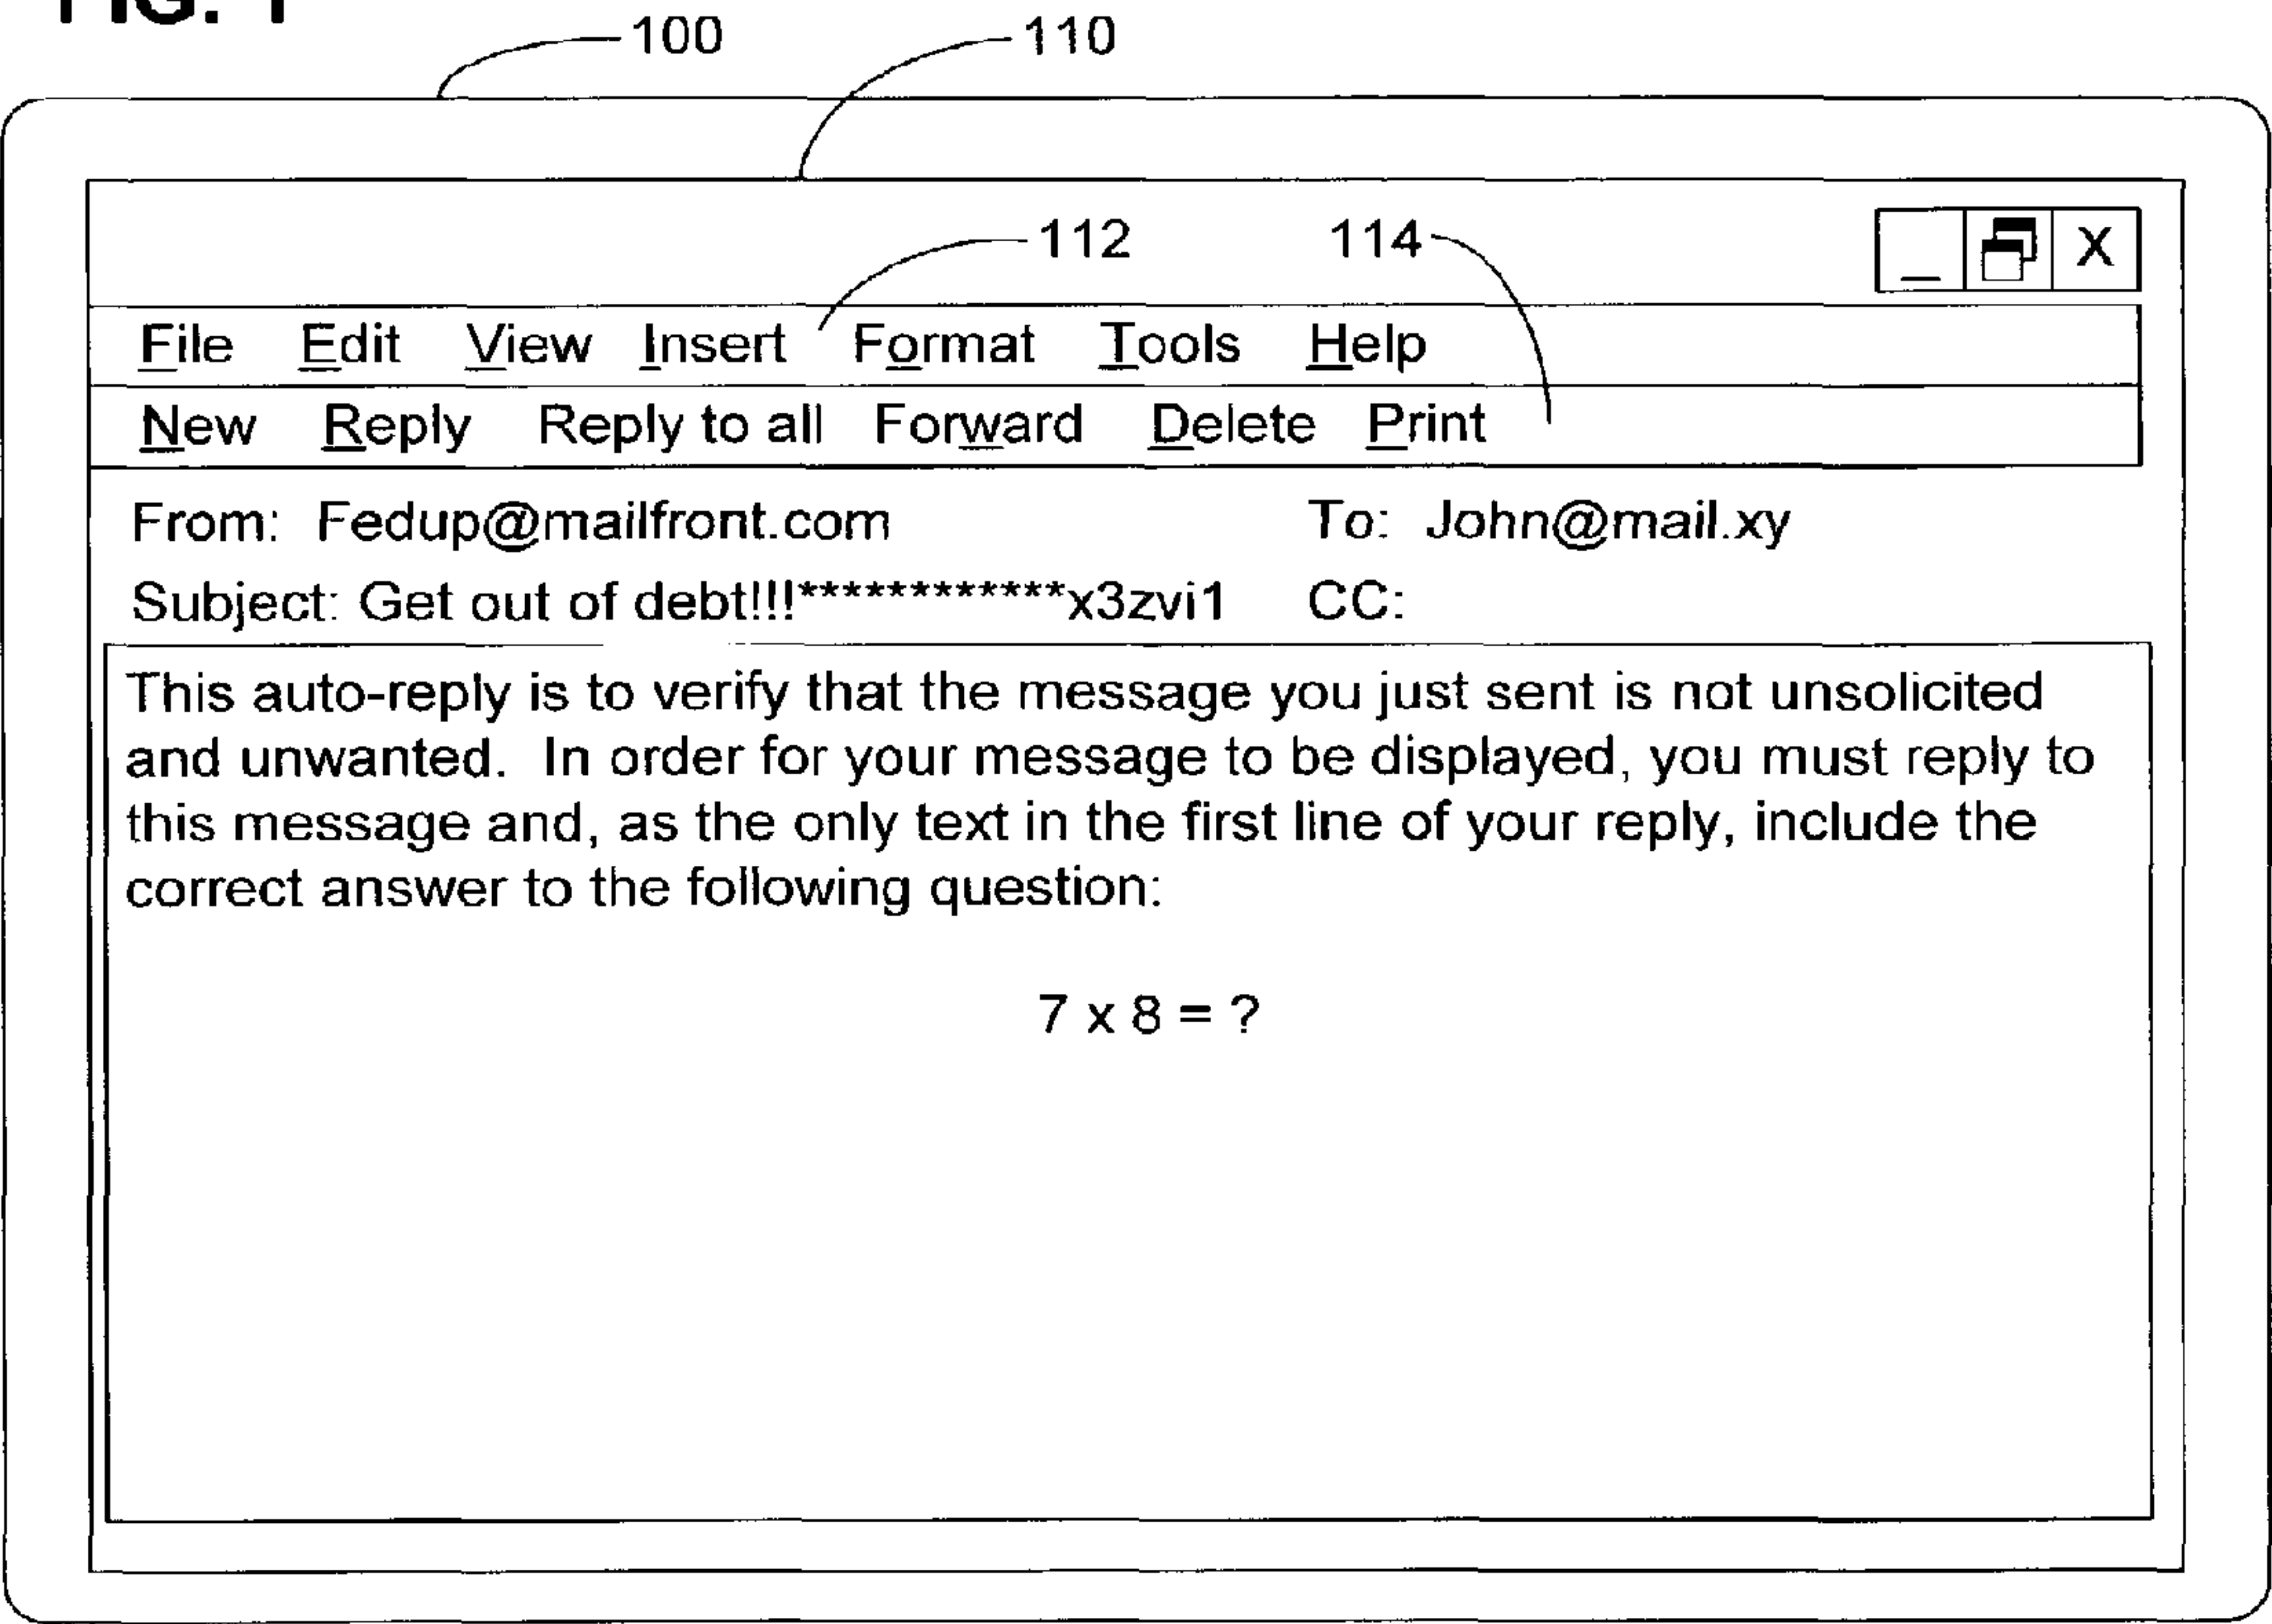 FIG. 1
100 110
112 114
_ X
File Edit View Insert Format Tools Help
New Reply Reply to all Forward Delete Print
From: Fedup@mailfront.com To: John@mail.xy
Subject: Get out of debt!!!******************x3zvi1 CC:
This auto-reply is to verify that the message you just sent is not unsolicited
and unwanted. In order for your message to be displayed, you must reply to
this message and, as the only text in the first line of your reply, include the
correct answer to the following question:
7 x 8 = ?